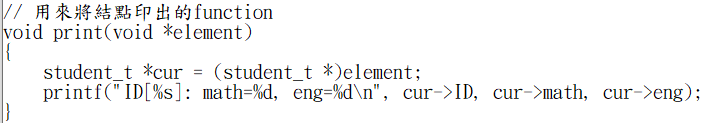 // 用來將結點印出的function
void print(void *element)
{
    student_t *cur = (student_t *)element;
    printf("ID[%s]: math=%d, eng=%d\n", cur->ID, cur->math, cur->eng);
}